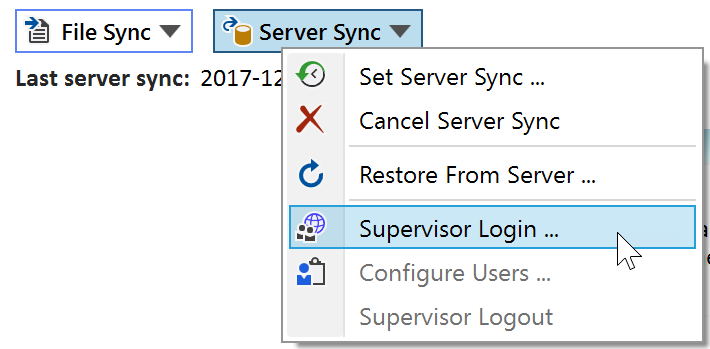 File Sync
Server Sync
Last server sync: 2017-12
Set Server Sync ...
Cancel Server Sync
Restore From Server ...
Supervisor Login ...
Configure Users ...
Supervisor Logout